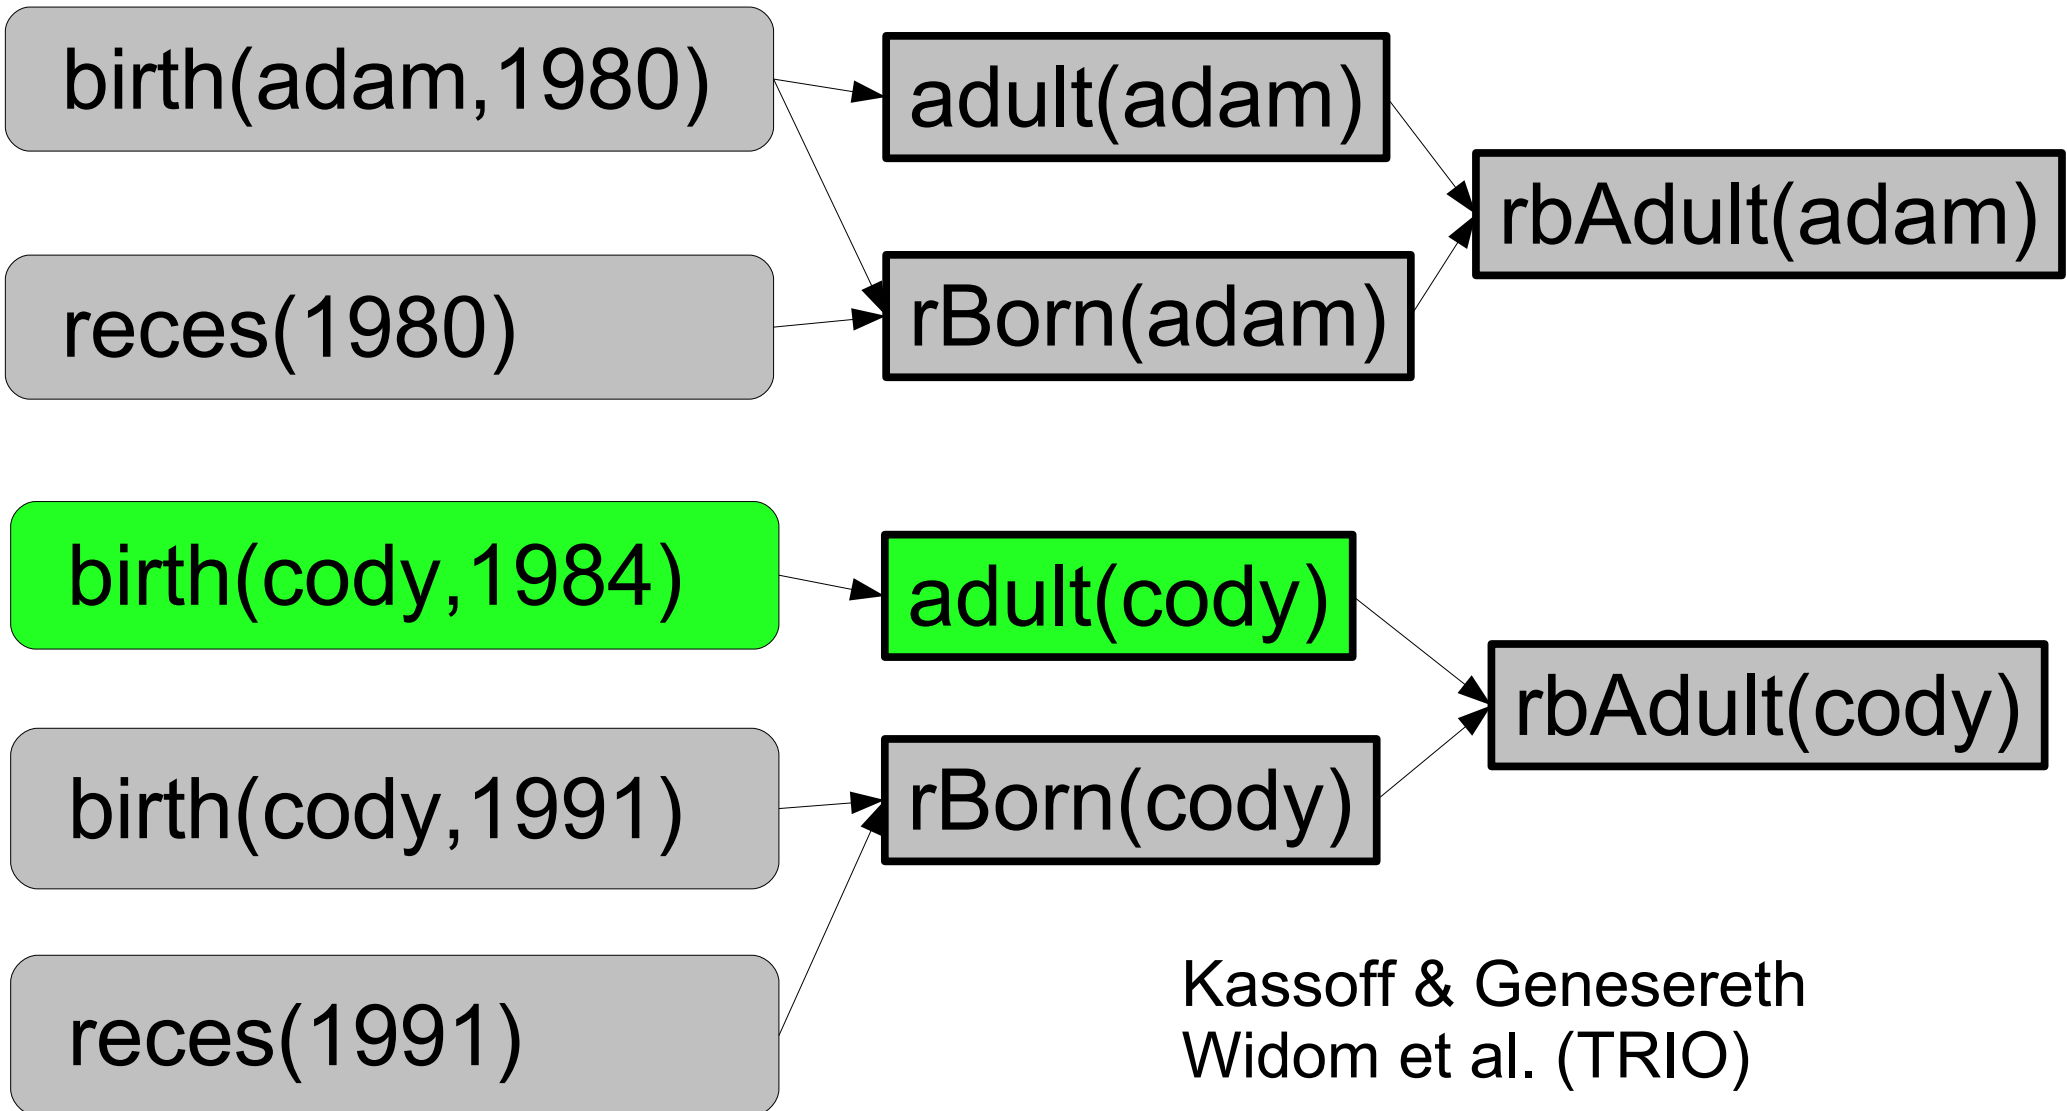 birth(adam,1980)
adult(adam)
rbAdult(adam)
reces(1980)
rBorn(adam)
birth(cody,1984)
adult(cody)
rbAdult(cody)
birth(cody,1991)
rBorn(cody)
reces(1991)
Kassoff & Genesereth
Widom et al. (TRIO)